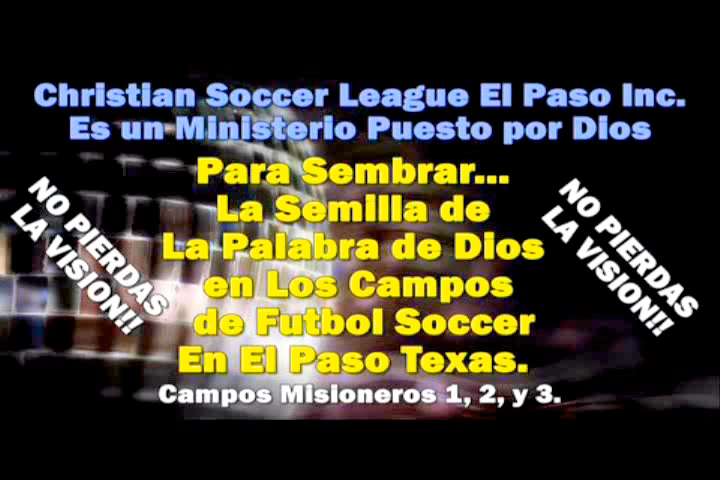 Christian Soccer League El Paso Inc.
Es un Ministerio Puesto por Dios
Para Sembrar...
La Semilla de
La Palabra de Dios
en Los Campos
de Futbol Soccer
En El Paso Texas.
Campos Misioneros 1, 2, y 3.
NO PIERDAS
LA VISION!!
NO PIERDAS
LA VISION!!